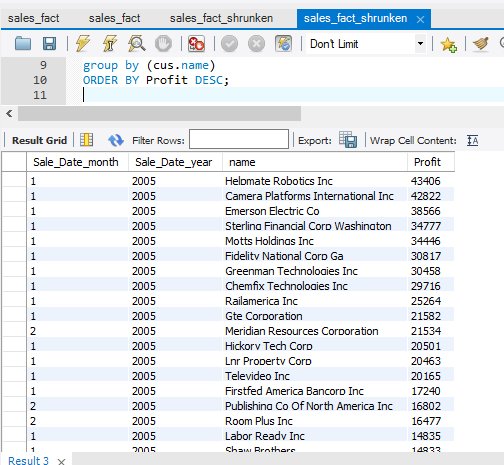 sales_fact sales_fact sales_fact_shrunken sales_fact_shrunken
Don't Limit
9 group by (cus.name)
10 ORDER BY Profit DESC;
11
Result Grid Filter Rows: Export: Wrap Cell Content:
Sale_Date_month Sale_Date_year name Profit
1 2005 Helpmate Robotics Inc 43406
1 2005 Camera Platforms International Inc 42822
1 2005 Emerson Electric Co 38566
1 2005 Sterling Financial Corp Washington 34777
1 2005 Motts Holdings Inc 34446
1 2005 Fidelity National Corp Ga 30817
1 2005 Greenman Technologies Inc 30458
1 2005 Chemfix Technologies Inc 29716
1 2005 Railamerica Inc 25264
1 2005 Gte Corporation 21582
2 2005 Meridian Resources Corporation 21534
1 2005 Hickory Tech Corp 20501
1 2005 Lnr Property Corp 20463
1 2005 Televideo Inc 20165
1 2005 Firstfed America Bancorp Inc 17240
2 2005 Publishing Co Of North America Inc 16802
2 2005 Room Plus Inc 16477
1 2005 Labor Ready Inc 14835
1 2005 Shaw Brothers 14833
Result 3